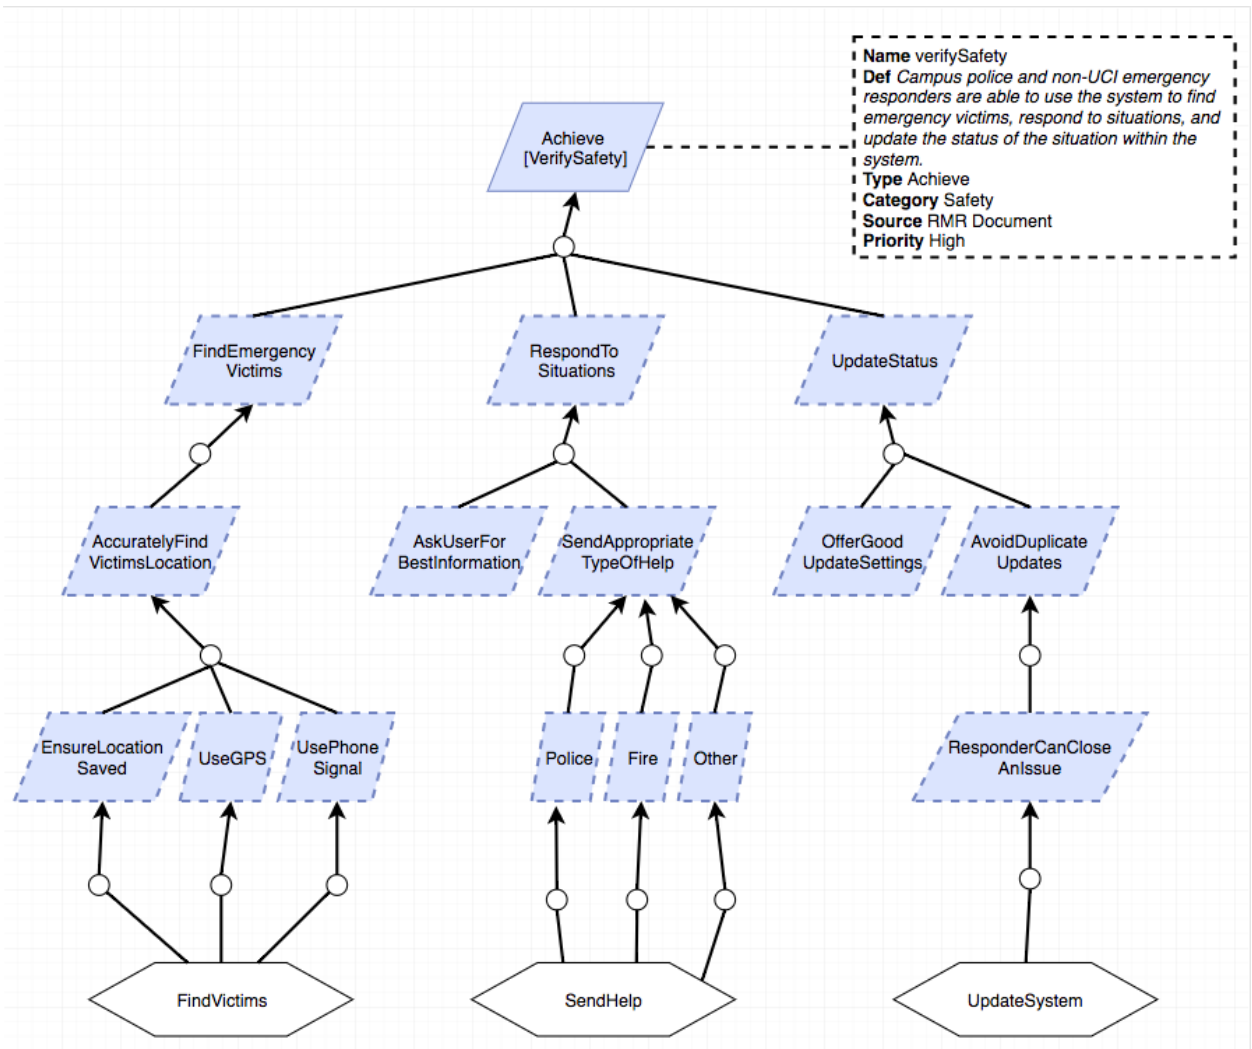 Name verifySafety
Def Campus police and non-UCI emergency
responders are able to use the system to find
emergency victims, respond to situations, and
update the status of the situation within the
system.
Type Achieve
Category Safety
Source RMR Document
Priority High
Achieve
[VerifySafety]
FindEmergency
Victims
RespondTo
Situations
UpdateStatus
AccuratelyFind
VictimsLocation
AskUserFor
BestInformation
SendAppropriate
TypeOfHelp
OfferGood
UpdateSettings
AvoidDuplicate
Updates
EnsureLocation
Saved
UseGPS
UsePhone
Signal
Police
Fire
Other
ResponderCanClose
AnIssue
FindVictims
SendHelp
UpdateSystem